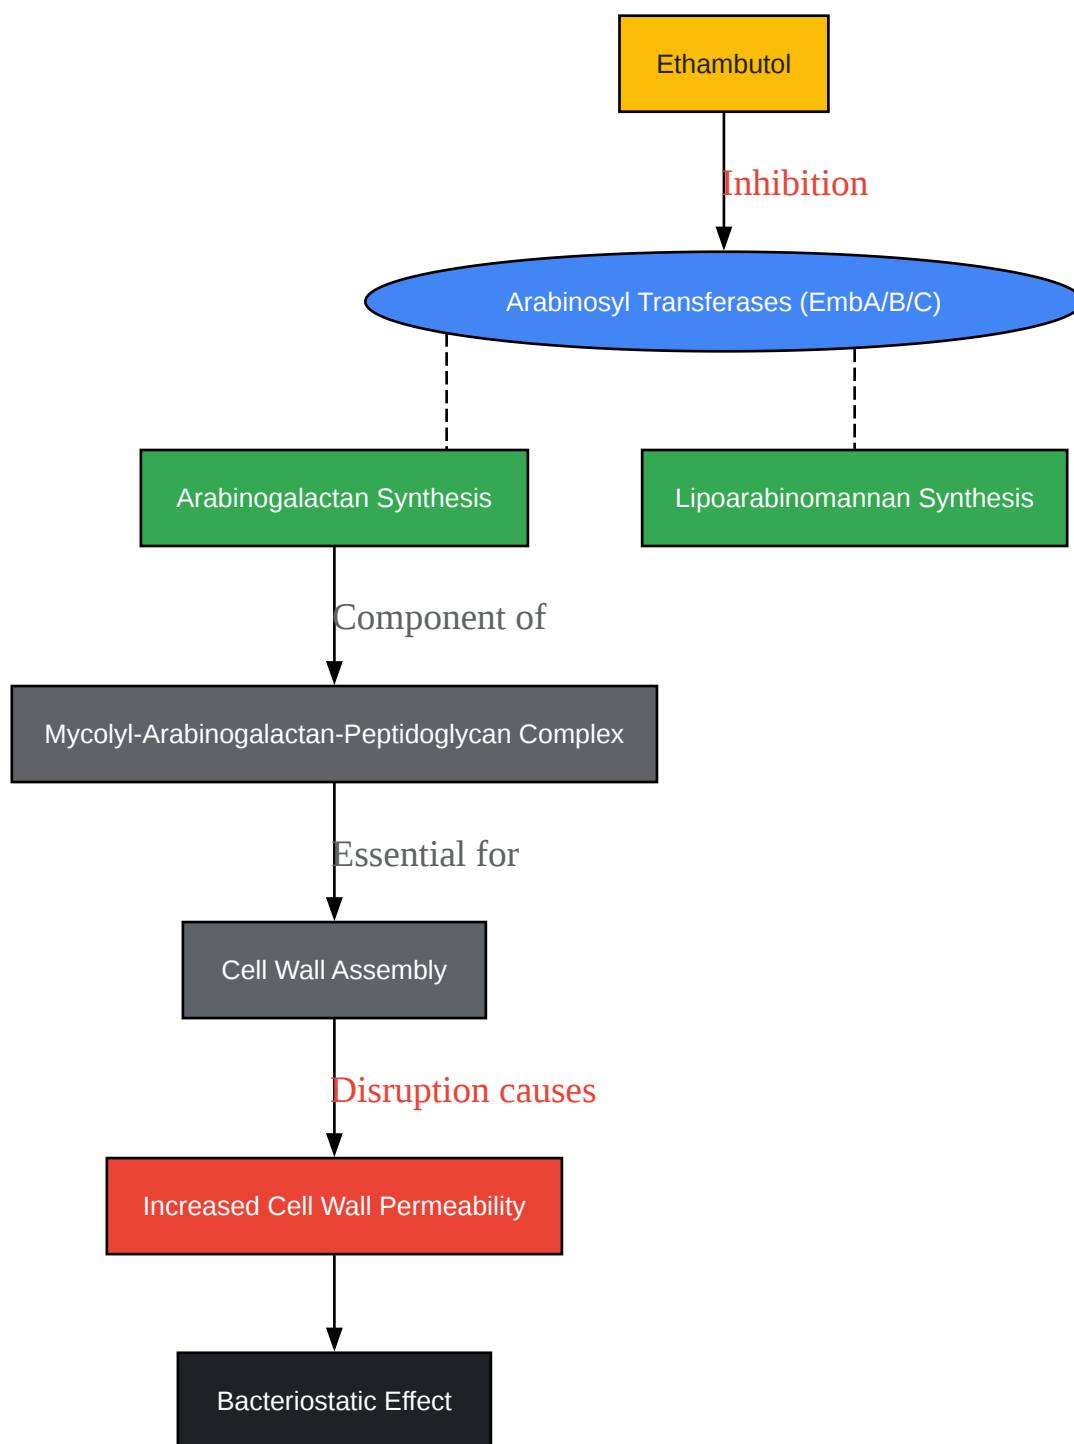 Ethambutol
Inhibition
Arabinosyl Transferases (EmbA/B/C)
Arabinogalactan Synthesis
Lipoarabinomannan Synthesis
Component of
Mycolyl-Arabinogalactan-Peptidoglycan Complex
Essential for
Cell Wall Assembly
Disruption causes
Increased Cell Wall Permeability
Bacteriostatic Effect